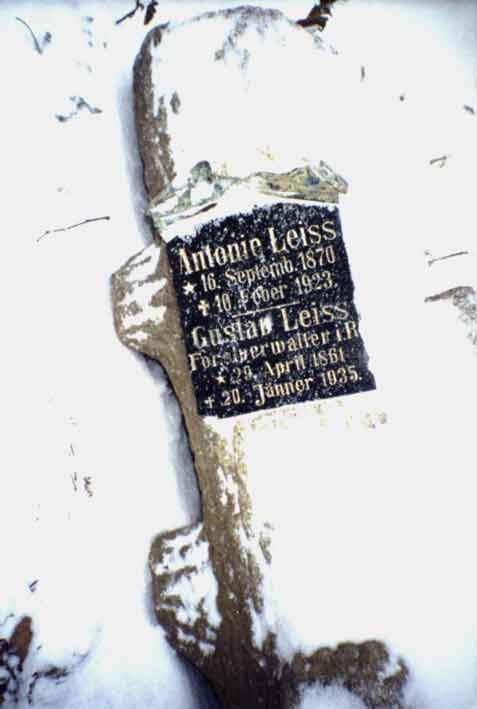 Antonie Leiss
* 16. Septemb. 1870
✝ 10. Feber 1923.
Gustav Leiss
Forstverwalter i.R.
* 29. April 1861
✝ 20. Jänner 1935.